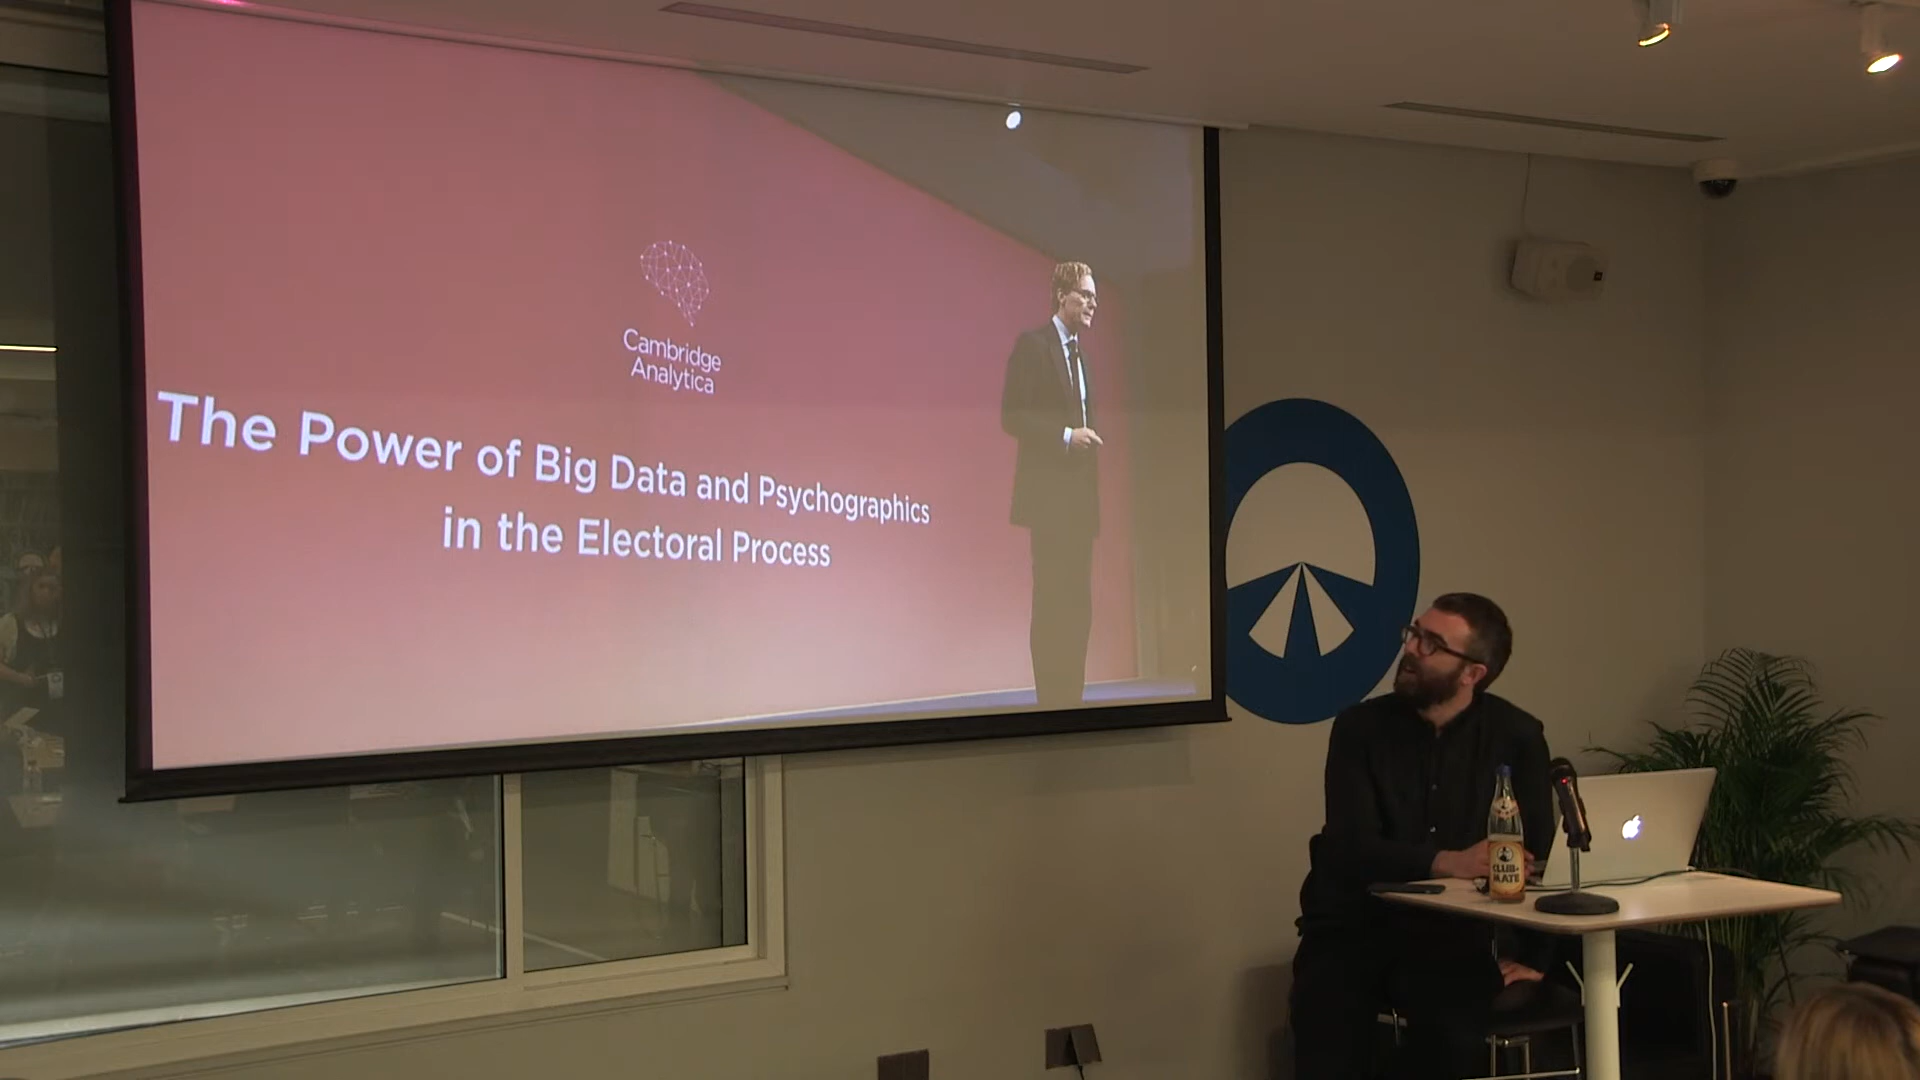 Cambridge
Analytica
The Power of Big Data and Psychographics
in the Electoral Process
CLUB-
MATE